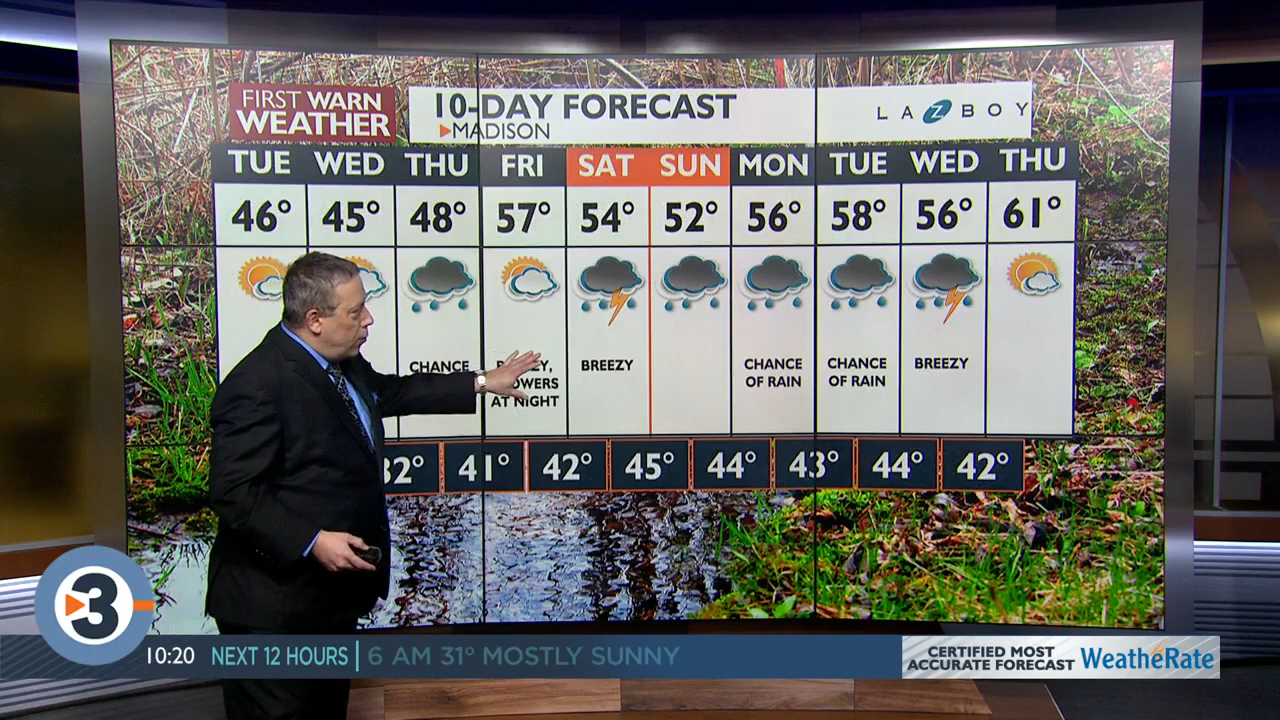 FIRST WARN
WEATHER
10-DAY FORECAST
MADISON
LA Z BOY
TUE WED THU FRI SAT SUN MON TUE WED THU
46° 45° 48° 57° 54° 52° 56° 58° 56° 61°
CHANCE
AT NIGHT
BREEZY
CHANCE
OF RAIN
CHANCE
OF RAIN
BREEZY
32° 41° 42° 45° 44° 43° 44° 42°
3
10:20 NEXT 12 HOURS 6 AM 31° MOSTLY SUNNY
CERTIFIED MOST
ACCURATE FORECAST WeatheRate